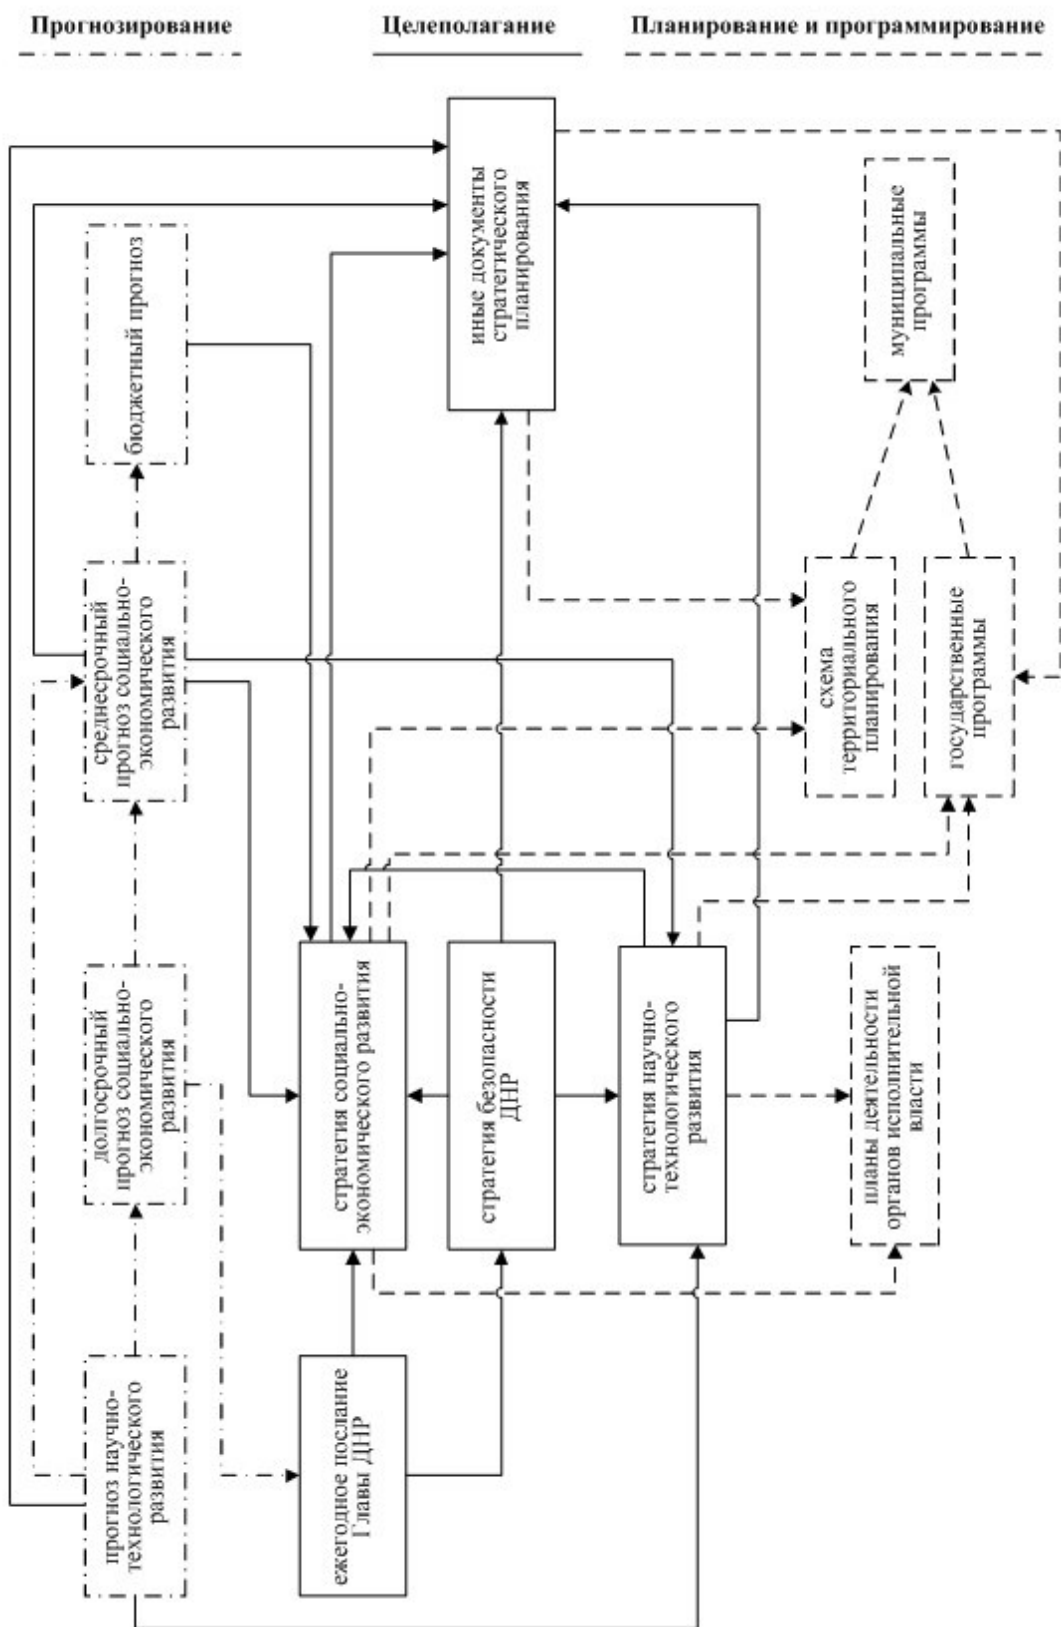 Прогнозирование
Целеполагание
Планирование и программирование
прогноз научно-
технологического
развития
долгосрочный
прогноз социально-
экономического
развития
среднесрочный
прогноз социально-
экономического
развития
бюджетный прогноз
ежегодное послание
Главы ДНР
стратегия социально-
экономического развития
стратегия безопасности
ДНР
стратегия научно-
технологического
развития
иные документы
стратегического
планирования
планы деятельности
органов исполнительной
власти
схема
территориального
планирования
государственные
программы
муниципальные
программы